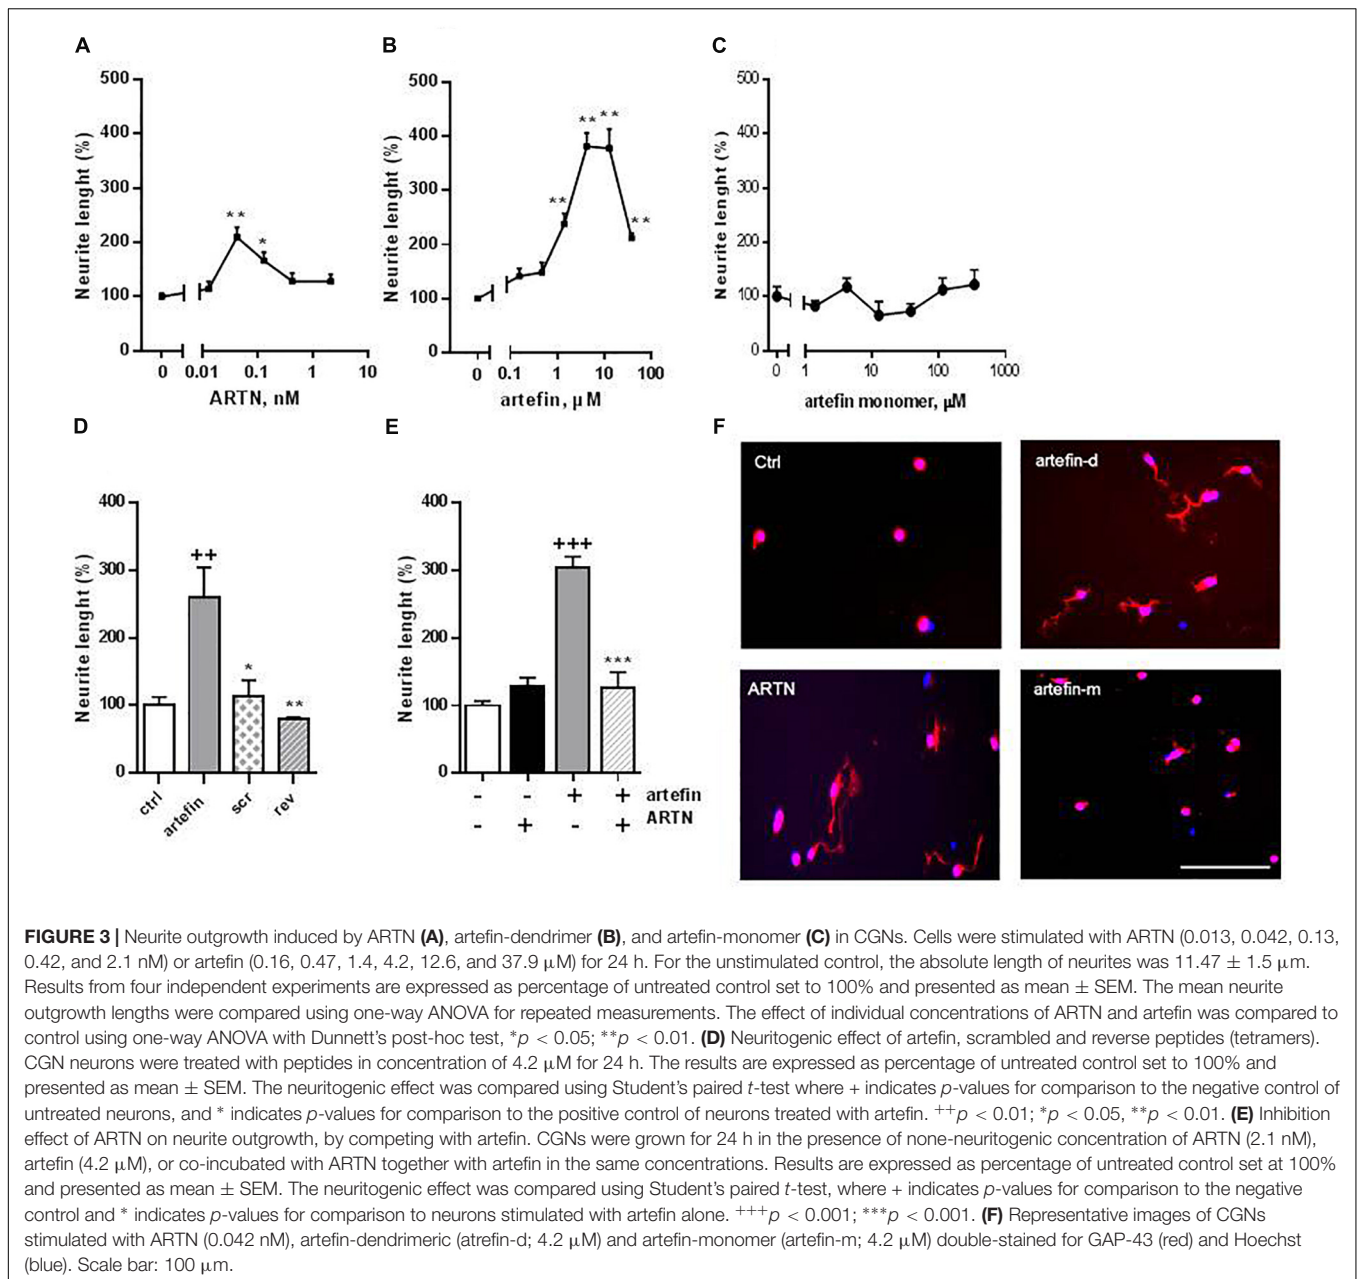 A
B
C
500
400
300
200
100
0
Neurite lenght (%)
**
*
0 0.01 0.1 1 10
ARTN, nM
500
400
300
200
100
0
Neurite lenght (%)
**
**
**
**
0 0.1 1 10 100
artefin, µM
500
400
300
200
100
0
Neurite lenght (%)
0 1 10 100 1000
artefin monomer, µM
D
E
F
400
300
200
100
0
Neurite lenght (%)
++
*
**
ctrl artefin scr rev
400
300
200
100
0
Neurite lenght (%)
+++
***
- - + + artefin
- + - + ARTN
Ctrl
artefin-d
ARTN
artefin-m
FIGURE 3 | Neurite outgrowth induced by ARTN (A), artefin-dendrimer (B), and artefin-monomer (C) in CGNs. Cells were stimulated with ARTN (0.013, 0.042, 0.13,
0.42, and 2.1 nM) or artefin (0.16, 0.47, 1.4, 4.2, 12.6, and 37.9 µM) for 24 h. For the unstimulated control, the absolute length of neurites was 11.47 ± 1.5 µm.
Results from four independent experiments are expressed as percentage of untreated control set to 100% and presented as mean ± SEM. The mean neurite
outgrowth lengths were compared using one-way ANOVA for repeated measurements. The effect of individual concentrations of ARTN and artefin was compared to
control using one-way ANOVA with Dunnett's post-hoc test, *p < 0.05; **p < 0.01. (D) Neuritogenic effect of artefin, scrambled and reverse peptides (tetramers).
CGN neurons were treated with peptides in concentration of 4.2 µM for 24 h. The results are expressed as percentage of untreated control set to 100% and
presented as mean ± SEM. The neuritogenic effect was compared using Student's paired t-test where + indicates p-values for comparison to the negative control of
untreated neurons, and * indicates p-values for comparison to the positive control of neurons treated with artefin. ++p < 0.01; *p < 0.05, **p < 0.01. (E) Inhibition
effect of ARTN on neurite outgrowth, by competing with artefin. CGNs were grown for 24 h in the presence of none-neuritogenic concentration of ARTN (2.1 nM),
artefin (4.2 µM), or co-incubated with ARTN together with artefin in the same concentrations. Results are expressed as percentage of untreated control set at 100%
and presented as mean ± SEM. The neuritogenic effect was compared using Student's paired t-test, where + indicates p-values for comparison to the negative
control and * indicates p-values for comparison to neurons stimulated with artefin alone. +++p < 0.001; ***p < 0.001. (F) Representative images of CGNs
stimulated with ARTN (0.042 nM), artefin-dendrimeric (atrefin-d; 4.2 µM) and artefin-monomer (artefin-m; 4.2 µM) double-stained for GAP-43 (red) and Hoechst
(blue). Scale bar: 100 µm.